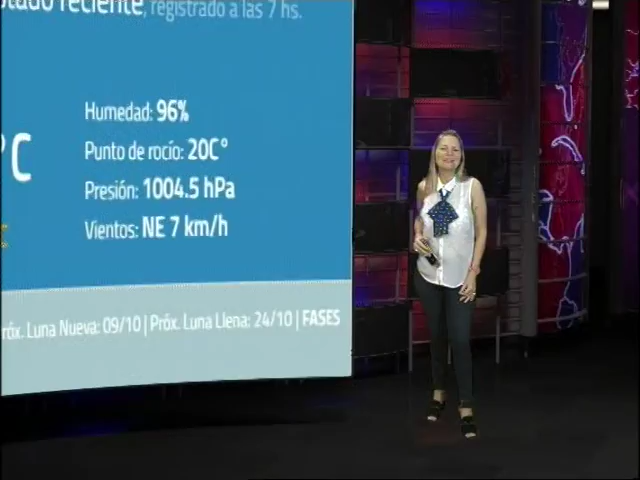 reciente, registrado a las 7 hs.
Humedad: 96%
°C
Punto de rocío: 20C°
Presión: 1004.5 hPa
Vientos: NE 7 km/h
Luna Nueva: 09/10 | Próx. Luna Llena: 24/10 | FASES